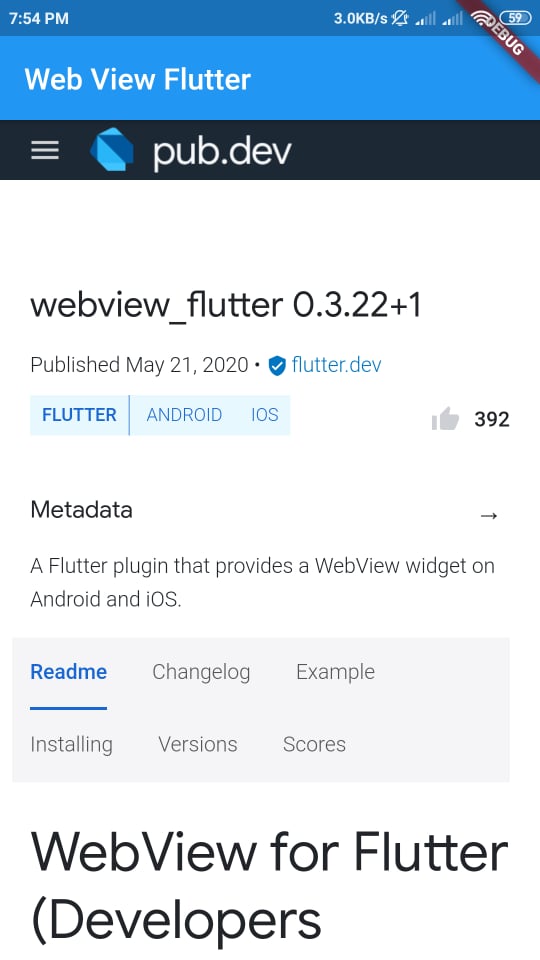 7:54 PM 3.0KB/s 59
DEBUG
Web View Flutter
pub.dev
webview_flutter 0.3.22+1
Published May 21, 2020 • flutter.dev
FLUTTER ANDROID IOS 392
Metadata →
A Flutter plugin that provides a WebView widget on
Android and iOS.
Readme Changelog Example
Installing Versions Scores
WebView for Flutter
(Developers